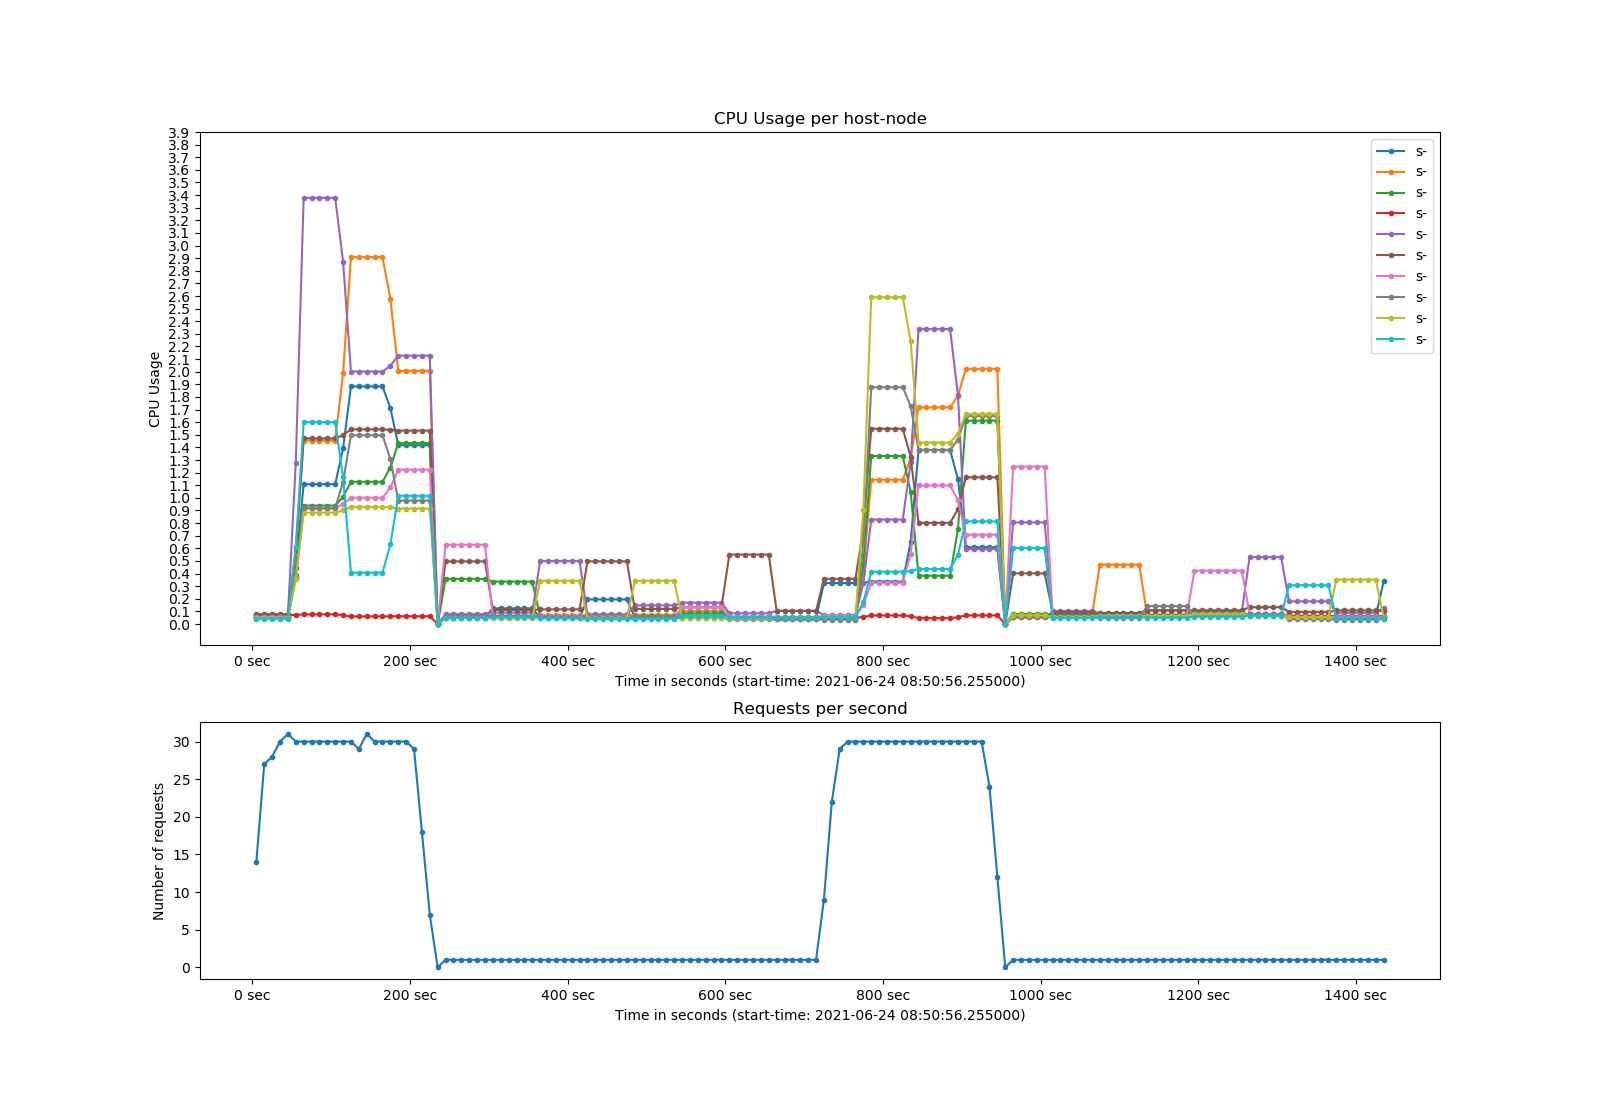 CPU Usage per host-node
3.9
3.8
3.7
3.6
3.5
3.4
3.3
3.2
3.1
3.0
2.9
2.8
2.7
2.6
2.5
2.4
2.3
2.2
2.1
2.0
1.9
1.8
1.7
1.6
1.5
1.4
1.3
1.2
1.1
1.0
0.9
0.8
0.7
0.6
0.5
0.4
0.3
0.2
0.1
0.0
CPU Usage
s-
s-
s-
s-
s-
s-
s-
s-
s-
s-
0 sec 200 sec 400 sec 600 sec 800 sec 1000 sec 1200 sec 1400 sec
Time in seconds (start-time: 2021-06-24 08:50:56.255000)
Requests per second
30
25
20
15
10
5
0
Number of requests
0 sec 200 sec 400 sec 600 sec 800 sec 1000 sec 1200 sec 1400 sec
Time in seconds (start-time: 2021-06-24 08:50:56.255000)